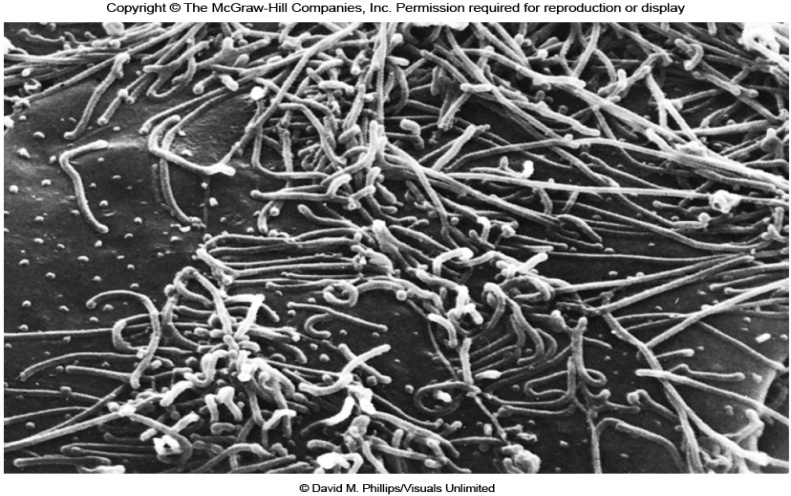 Copyright © The McGraw-Hill Companies, Inc. Permission required for reproduction or display
© David M. Phillips/Visuals Unlimited